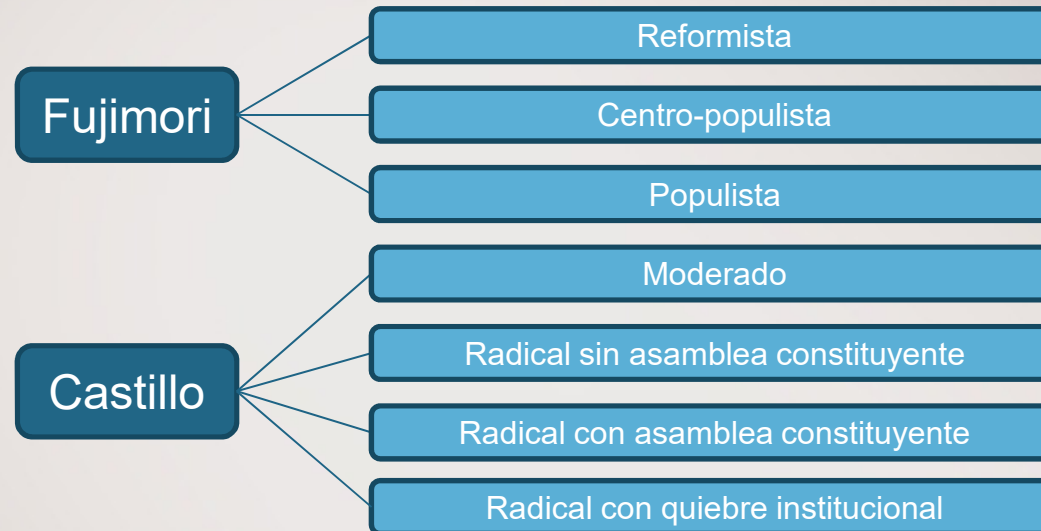 Fujimori
Reformista
Centro-populista
Populista
Castillo
Moderado
Radical sin asamblea constituyente
Radical con asamblea constituyente
Radical con quiebre institucional